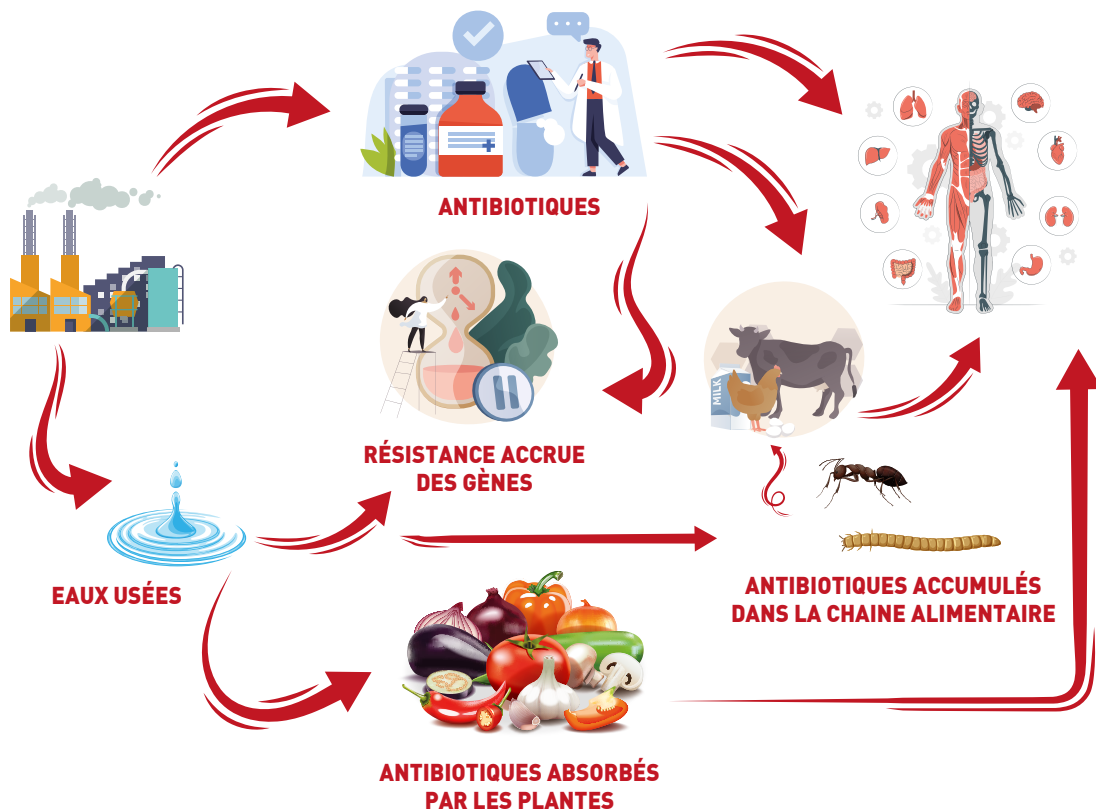 ANTIBIOTIQUES
RÉSISTANCE ACCRUE
DES GÈNES
MILK
EAUX USÉES
ANTIBIOTIQUES ACCUMULÉS
DANS LA CHAINE ALIMENTAIRE
ANTIBIOTIQUES ABSORBÉS
PAR LES PLANTES